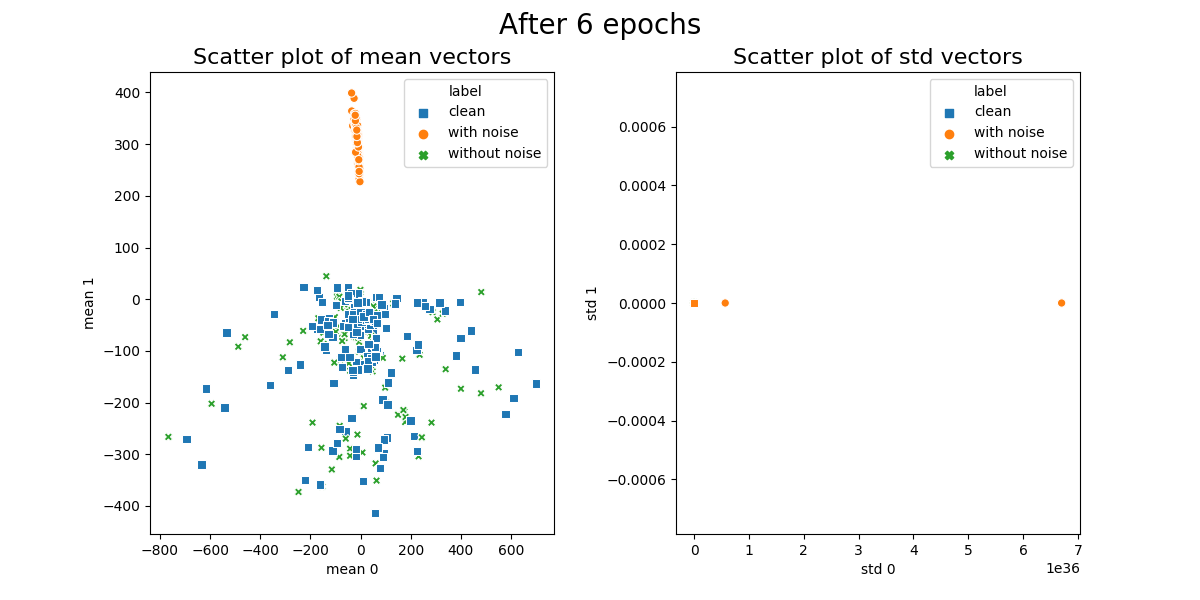 After 6 epochs
Scatter plot of mean vectors
label
clean
with noise
without noise
400
300
200
100
0
−100
−200
−300
−400
mean 1
−800
−600
−400
−200
0
200
400
600
mean 0
Scatter plot of std vectors
label
clean
with noise
without noise
0.0006
0.0004
0.0002
0.0000
−0.0002
−0.0004
−0.0006
std 1
0
1
2
3
4
5
6
7
1e36
std 0